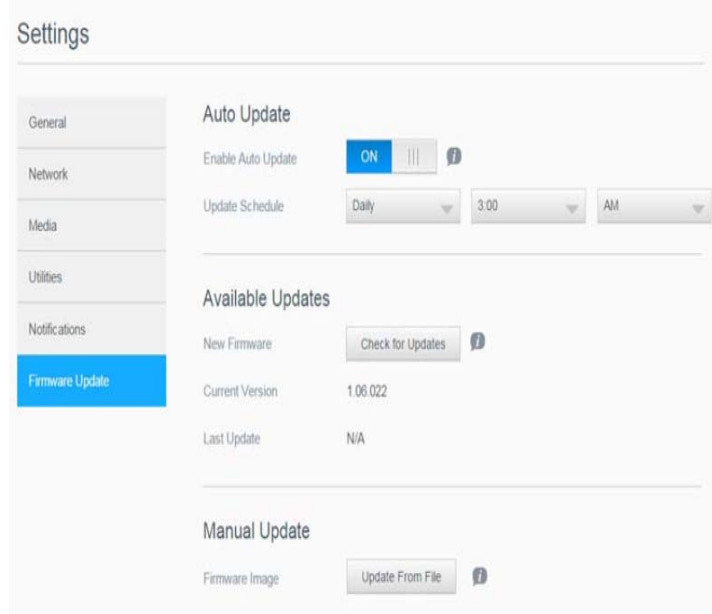 Settings
General
Network
Media
Utilities
Notifications
Firmware Update
Auto Update
Enable Auto Update ON
Update Schedule Daily 3:00 AM
Available Updates
New Firmware Check for Updates
Current Version 1.06.022
Last Update N/A
Manual Update
Firmware Image Update From File